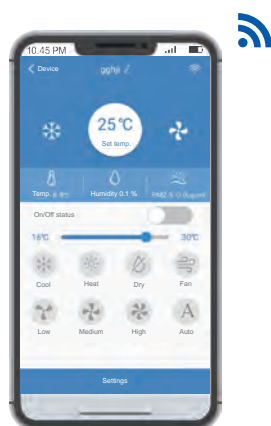 10.45 PM
Device gghji
25℃
Set temp.
Temp. Humidity 0.1 %
On/Off status
16℃ 30℃
Cool Heat Dry Fan
Low Medium High Auto
A
Settings